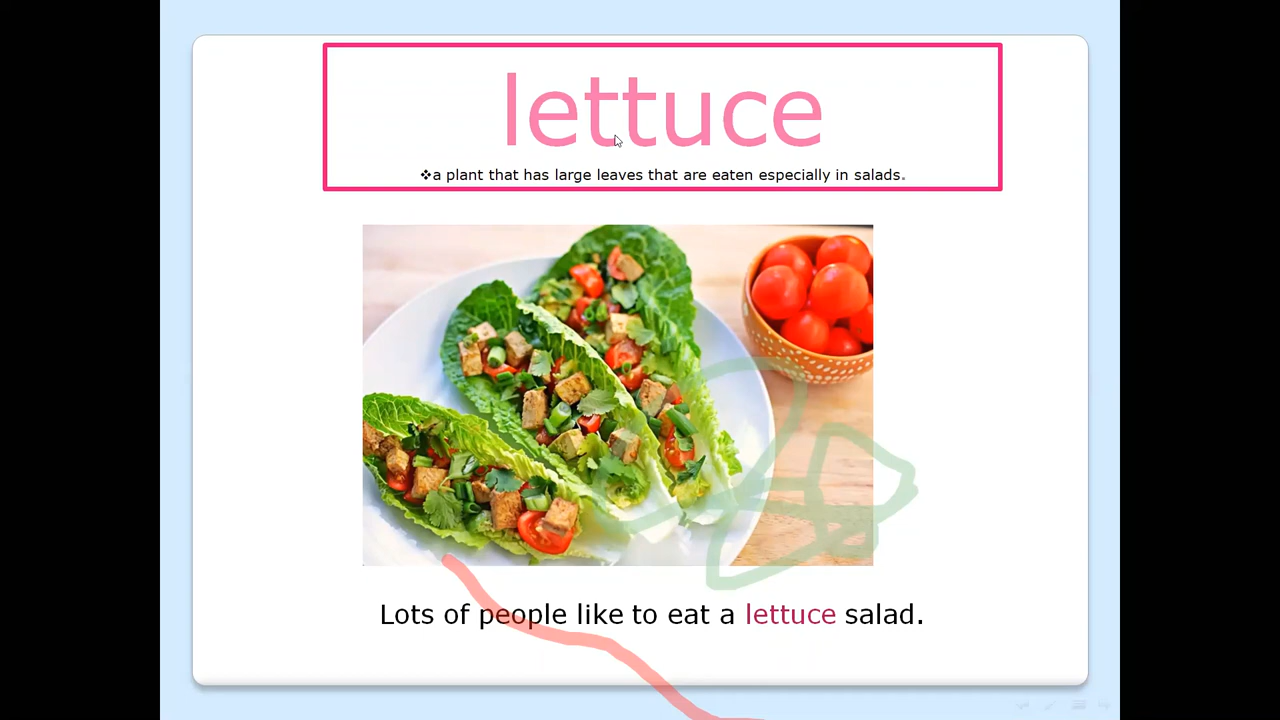 lettuce
❖a plant that has large leaves that are eaten especially in salads.
Lots of people like to eat a lettuce salad.